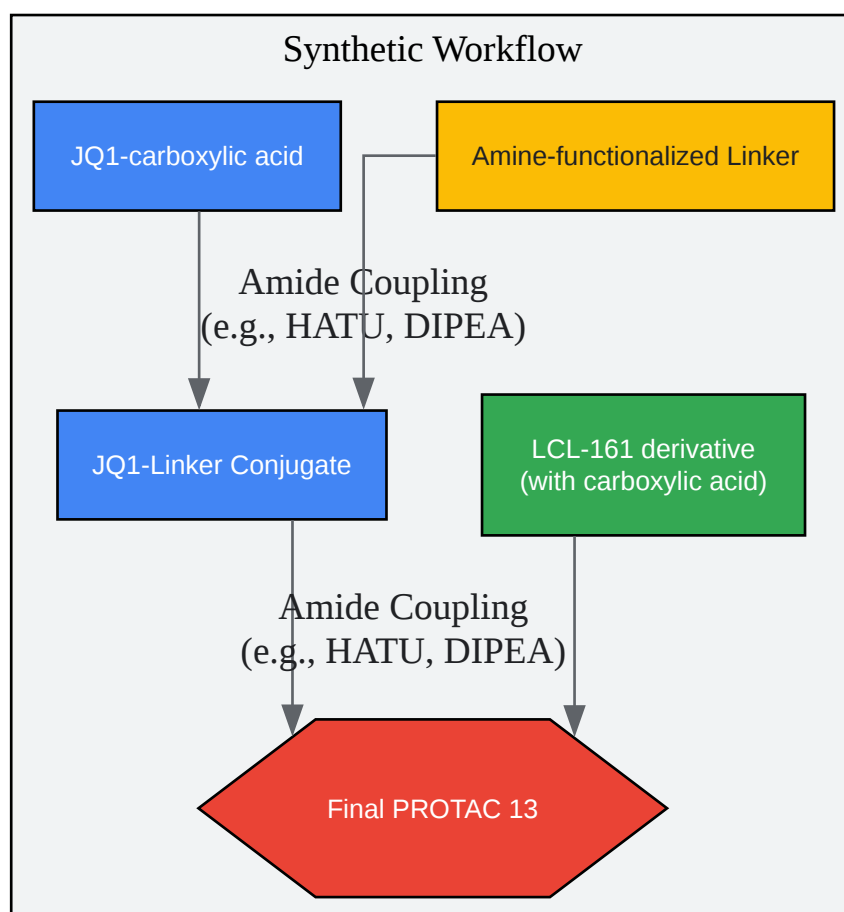 Synthetic Workflow
JQ1-carboxylic acid
Amine-functionalized Linker
Amide Coupling
(e.g., HATU, DIPEA)
JQ1-Linker Conjugate
LCL-161 derivative
(with carboxylic acid)
Amide Coupling
(e.g., HATU, DIPEA)
Final PROTAC 13